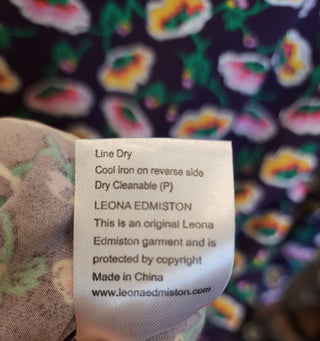 Line Dry
Cool iron on reverse side
Dry Cleanable (P)
LEONA EDMISTON
This is an original Leona
Edmiston garment and is
protected by copyright
Made in China
www.leonaedmiston.com